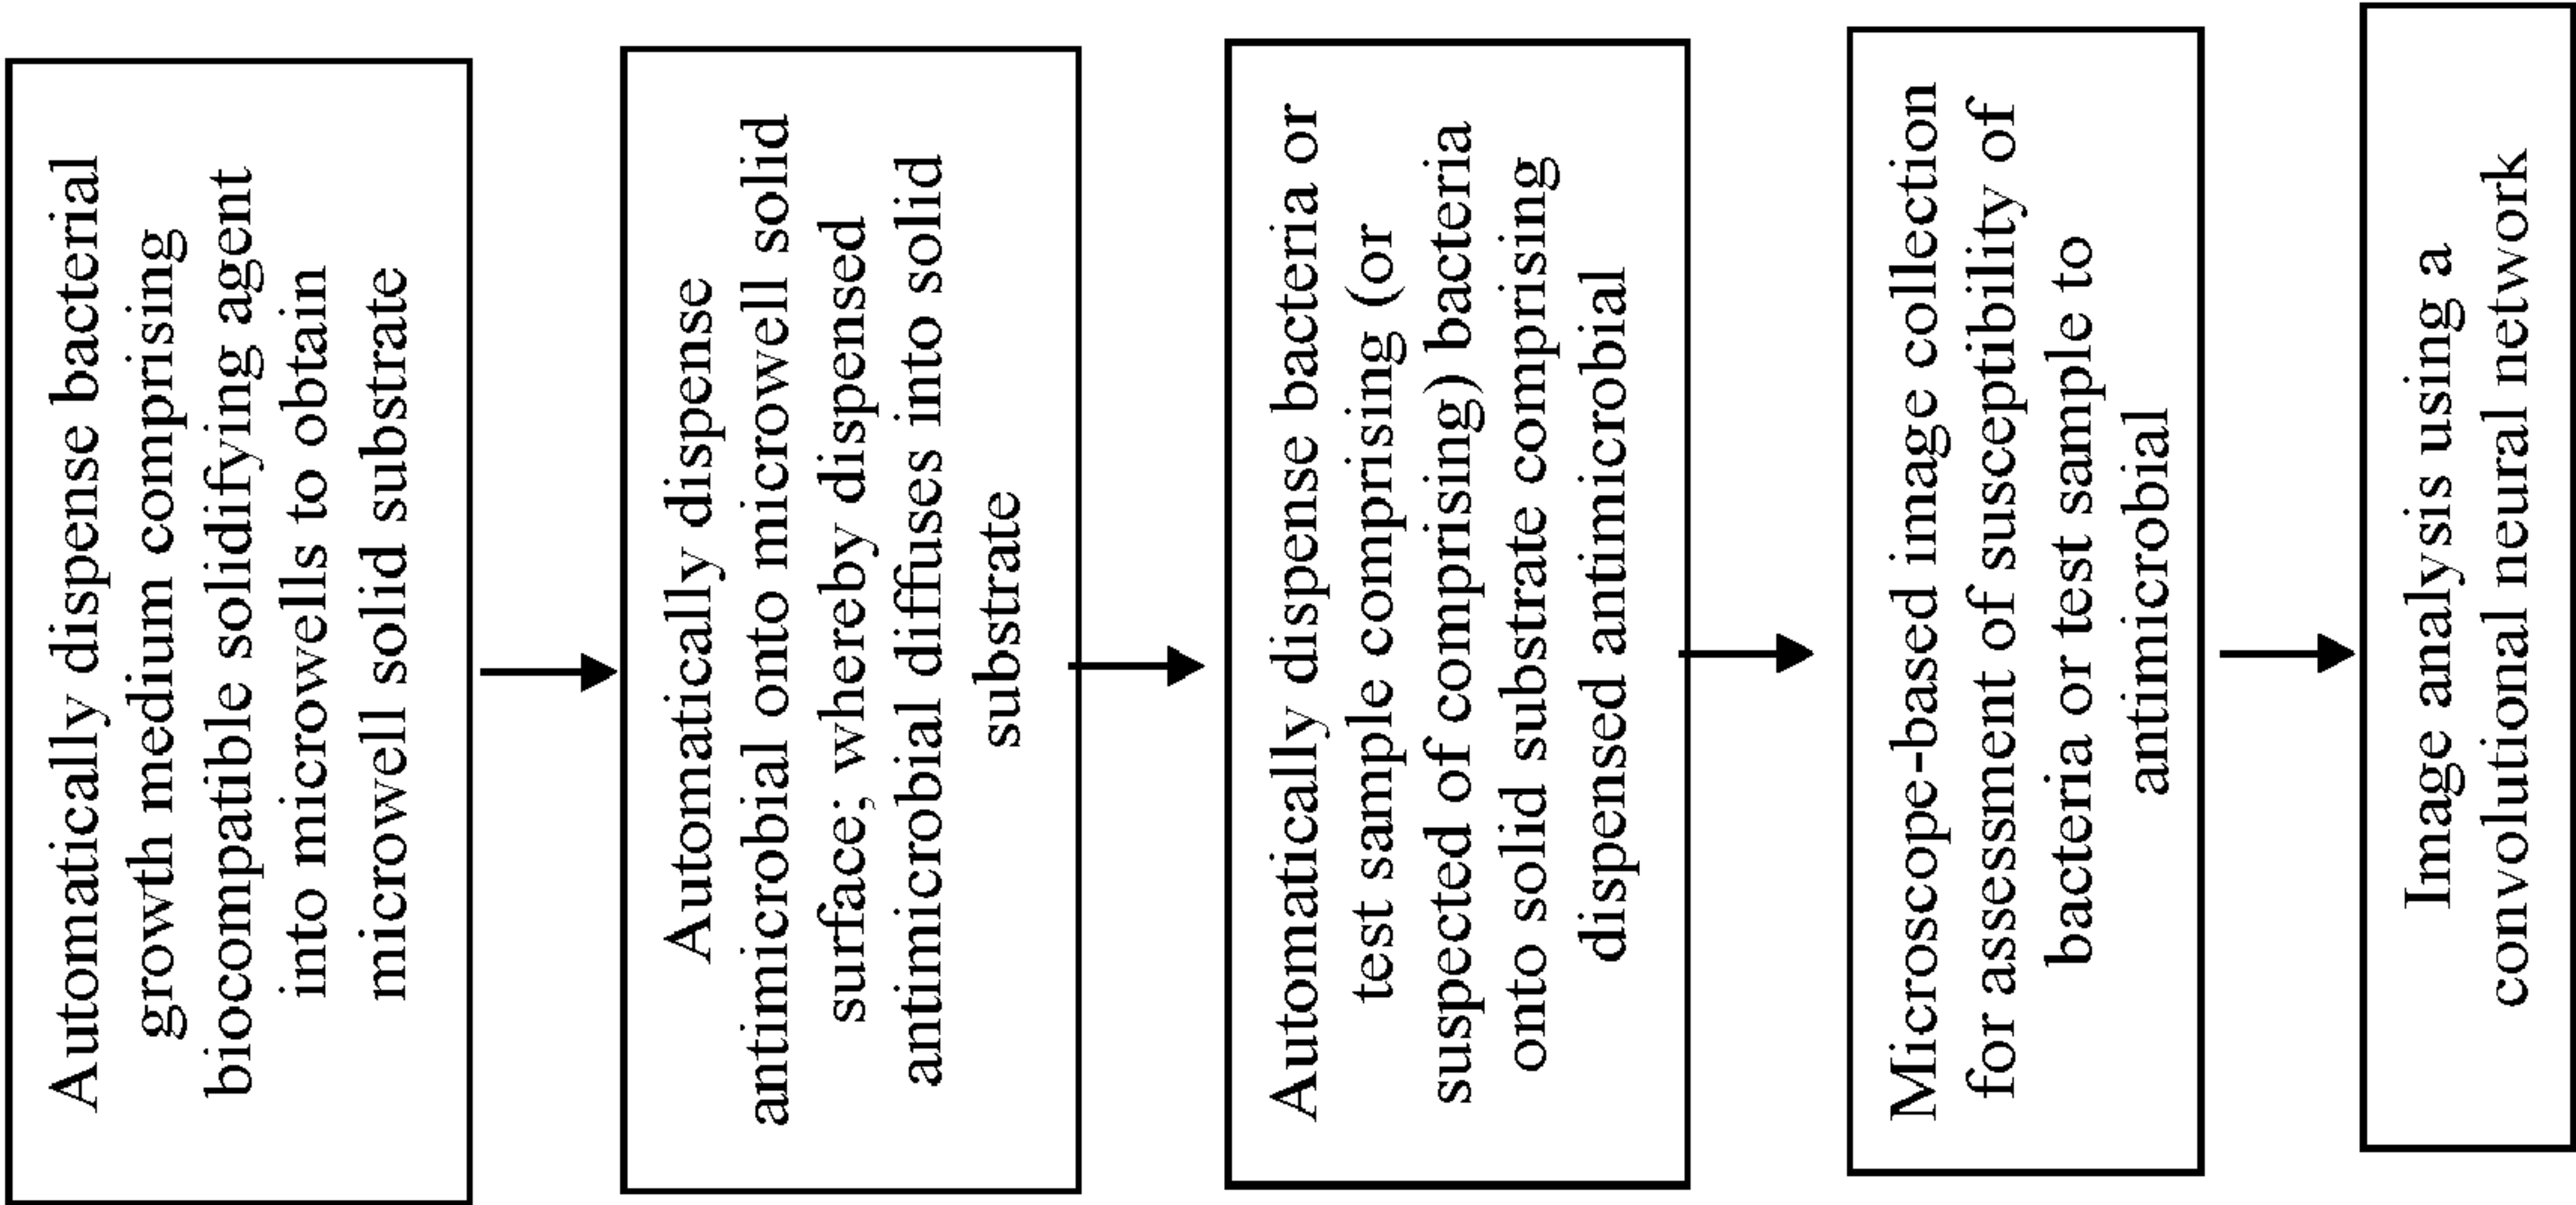 Automatically dispense bacterial
growth medium comprising
biocompatible solidifying agent
into microwells to obtain
microwell solid substrate
Automatically dispense
antimicrobial onto microwell solid
surface; whereby dispensed
antimicrobial diffuses into solid
substrate
Automatically dispense bacteria or
test sample comprising (or
suspected of comprising) bacteria
onto solid substrate comprising
dispensed antimicrobial
Microscope-based image collection
for assessment of susceptibility of
bacteria or test sample to
antimicrobial
Image analysis using a
convolutional neural network